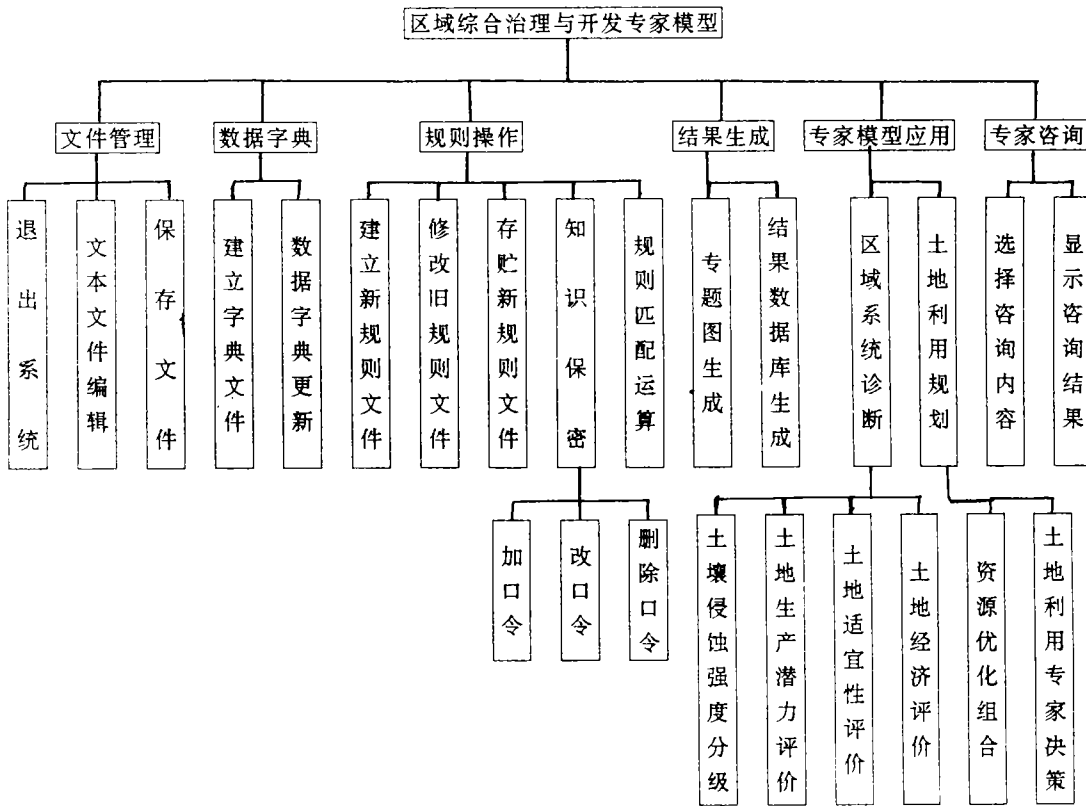 区域综合治理与开发专家模型
文件管理
数据字典
规则操作
结果生成
专家模型应用
专家咨询
退出系统
文本文件编辑
保存文件
建立字典文件
数据字典更新
建立新规则文件
修改旧规则文件
存贮新规则文件
知识保密
规则匹配运算
专题图生成
结果数据库生成
区域系统诊断
土地利用规划
选择咨询内容
显示咨询结果
加口令
改口令
删除口令
土壤侵蚀强度分级
土地生产潜力评价
土地适宜性评价
土地经济评价
资源优化组合
土地利用专家决策